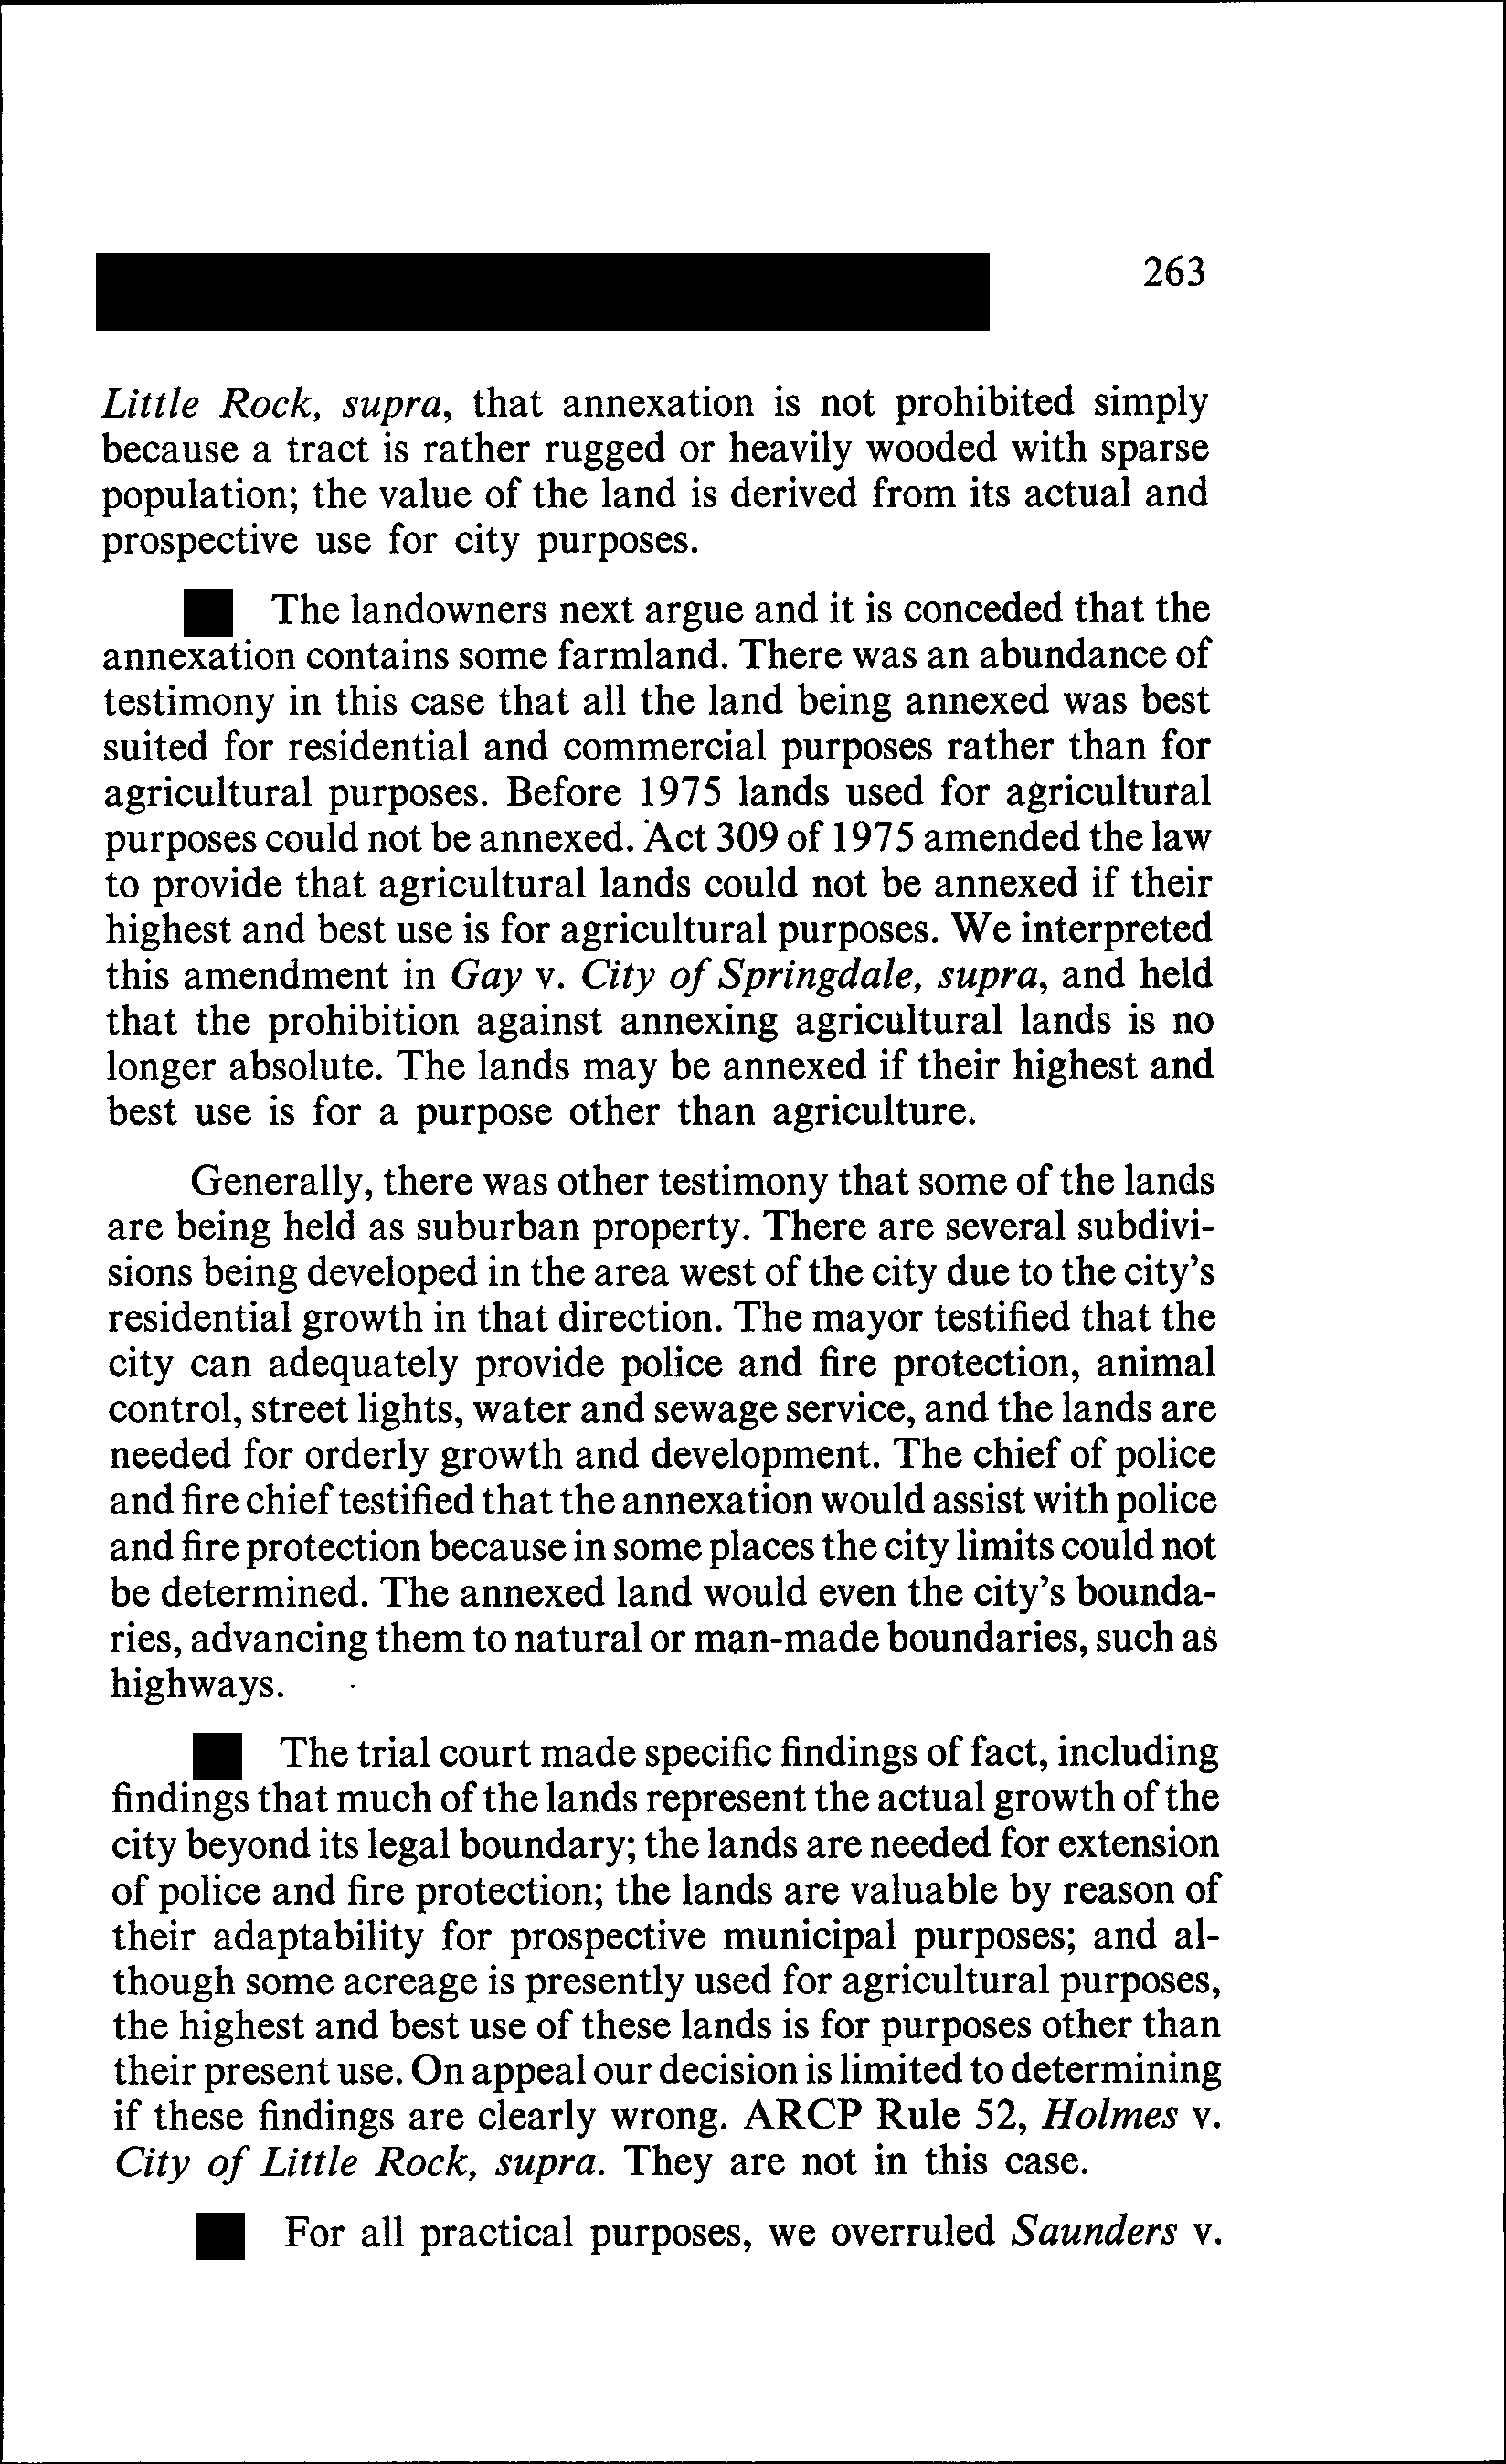 263
Little Rock, supra, that annexation is not prohibited simply
because a tract is rather rugged or heavily wooded with sparse
population; the value of the land is derived from its actual and
prospective use for city purposes.
The landowners next argue and it is conceded that the
annexation contains some farmland. There was an abundance of
testimony in this case that all the land being annexed was best
suited for residential and commercial purposes rather than for
agricultural purposes. Before 1975 lands used for agricultural
purposes could not be annexed. Act 309 of 1975 amended the law
to provide that agricultural lands could not be annexed if their
highest and best use is for agricultural purposes. We interpreted
this amendment in Gay v. City of Springdale, supra, and held
that the prohibition against annexing agricultural lands is no
longer absolute. The lands may be annexed if their highest and
best use is for a purpose other than agriculture.
Generally, there was other testimony that some of the lands
are being held as suburban property. There are several subdivi-
sions being developed in the area west of the city due to the city's
residential growth in that direction. The mayor testified that the
city can adequately provide police and fire protection, animal
control, street lights, water and sewage service, and the lands are
needed for orderly growth and development. The chief of police
and fire chief testified that the annexation would assist with police
and fire protection because in some places the city limits could not
be determined. The annexed land would even the city's bounda-
ries, advancing them to natural or man-made boundaries, such as
highways.
The trial court made specific findings of fact, including
findings that much of the lands represent the actual growth of the
city beyond its legal boundary; the lands are needed for extension
of police and fire protection; the lands are valuable by reason of
their adaptability for prospective municipal purposes; and al-
though some acreage is presently used for agricultural purposes,
the highest and best use of these lands is for purposes other than
their present use. On appeal our decision is limited to determining
if these findings are clearly wrong. ARCP Rule 52, Holmes v.
City of Little Rock, supra. They are not in this case.
For all practical purposes, we overruled Saunders v.